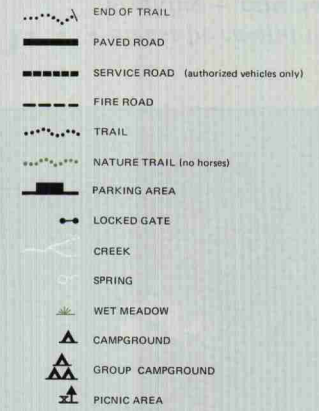 END OF TRAIL
PAVED ROAD
SERVICE ROAD (authorized vehicles only)
FIRE ROAD
TRAIL
NATURE TRAIL (no horses)
PARKING AREA
LOCKED GATE
CREEK
SPRING
WET MEADOW
CAMPGROUND
GROUP CAMPGROUND
PICNIC AREA